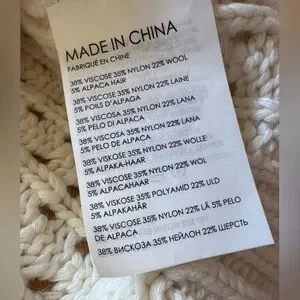 MADE IN CHINA
FABRIQUÉ EN CHINE
38% VISCOSE 35% NYLON 22% WOOL
5% ALPACA HAIR
38% VISCOSE 35% NYLON 22% LAINE
5% POILS D'ALPAGA
38% VISCOSA 35% NYLON 22% LANA
5% PELO DI ALPACA
38% VISCOSA 35% NYLON 22% LANA
5% PELO DE ALPACA
38% VISKOSE 35% NYLON 22% WOLLE
5% ALPAKA-HAAR
38% VISCOSE 35% NYLON 22% WOL
5% ALPACAHAAR
38% VISKOSE 35% POLYAMID 22% ULD
5% ALPAKAHÅR
38% VISCOSE 35% NYLON 22% LÃ 5% PELO
DE ALPACA
38% ВИСКОЗА 35% НЕЙЛОН 22% ШЕРСТЬ